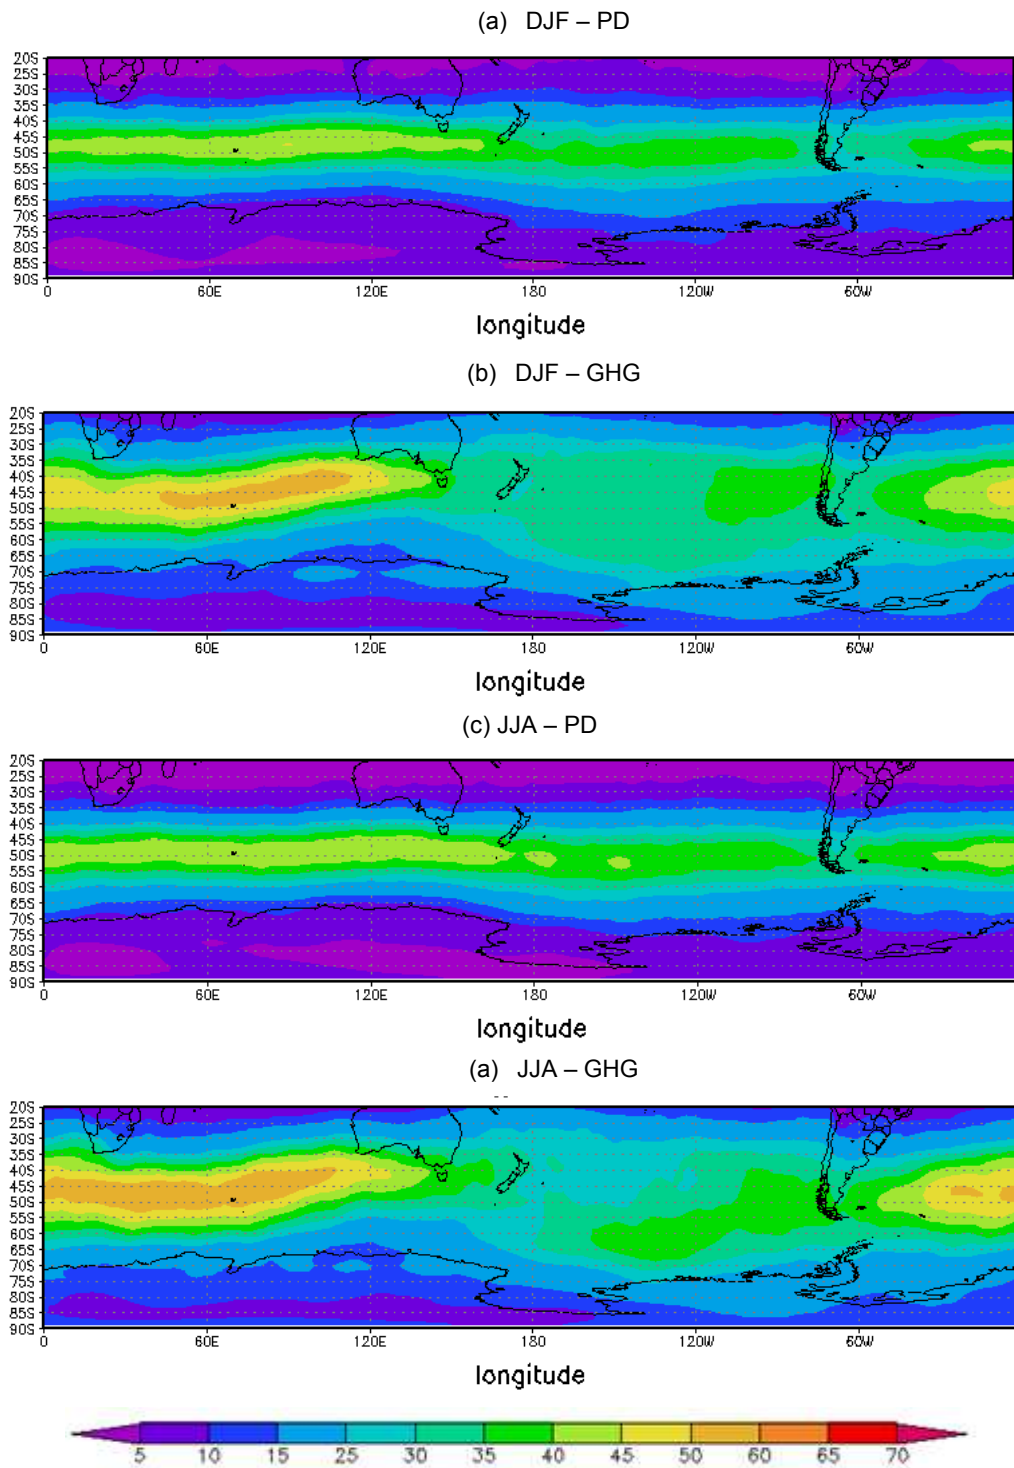 (a) DJF – PD
20S
25S
30S
35S
40S
45S
50S
55S
60S
65S
70S
75S
80S
85S
90S
0 60E 120E 180 120W 60W
longitude
(b) DJF – GHG
20S
25S
30S
35S
40S
45S
50S
55S
60S
65S
70S
75S
80S
85S
90S
0 60E 120E 180 120W 60W
longitude
(c) JJA – PD
20S
25S
30S
35S
40S
45S
50S
55S
60S
65S
70S
75S
80S
85S
90S
0 60E 120E 180 120W 60W
longitude
(a) JJA – GHG
20S
25S
30S
35S
40S
45S
50S
55S
60S
65S
70S
75S
80S
85S
90S
0 60E 120E 180 120W 60W
longitude
5 10 15 25 30 35 40 45 50 60 65 70